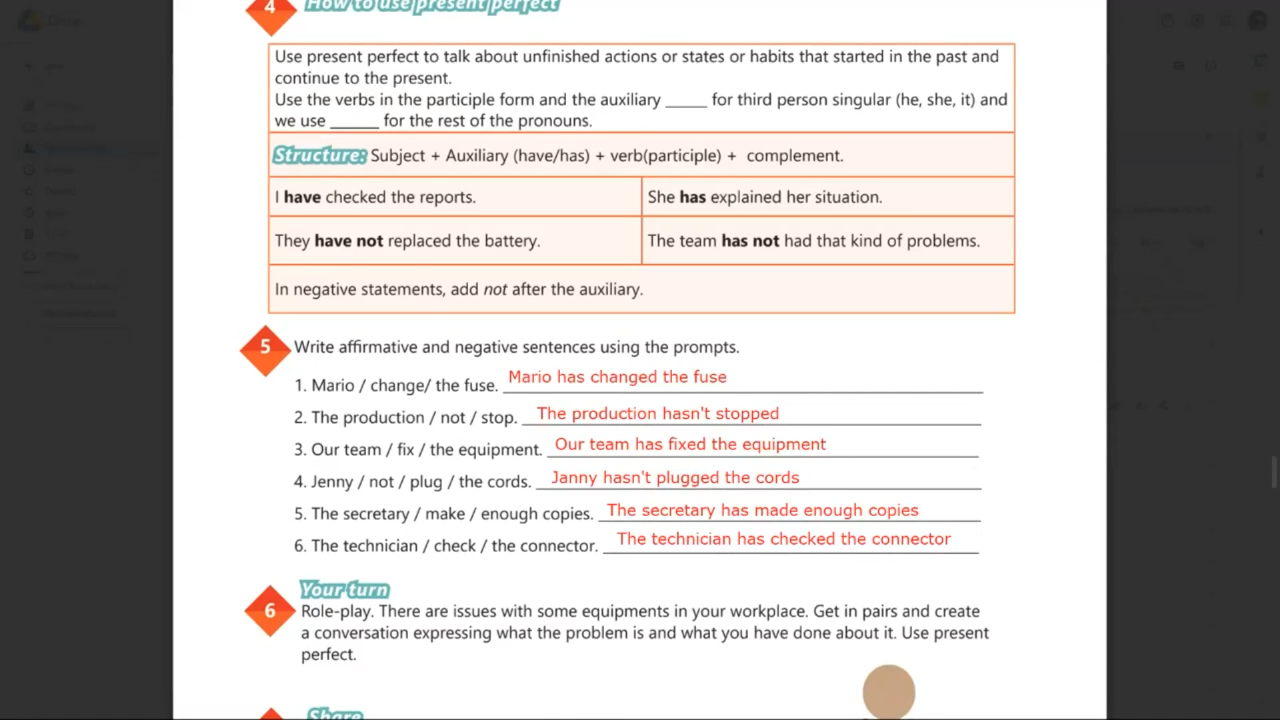 4 How to use present perfect
Use present perfect to talk about unfinished actions or states or habits that started in the past and
continue to the present.
Use the verbs in the participle form and the auxiliary _____ for third person singular (he, she, it) and
we use ______ for the rest of the pronouns.
Structure: Subject + Auxiliary (have/has) + verb(participle) + complement.
I have checked the reports.
She has explained her situation.
They have not replaced the battery.
The team has not had that kind of problems.
In negative statements, add not after the auxiliary.
5 Write affirmative and negative sentences using the prompts.
1. Mario / change/ the fuse. Mario has changed the fuse
2. The production / not / stop. The production hasn't stopped
3. Our team / fix / the equipment. Our team has fixed the equipment
4. Jenny / not / plug / the cords. Janny hasn't plugged the cords
5. The secretary / make / enough copies. The secretary has made enough copies
6. The technician / check / the connector. The technician has checked the connector
Your turn
6 Role-play. There are issues with some equipments in your workplace. Get in pairs and create
a conversation expressing what the problem is and what you have done about it. Use present
perfect.
Share